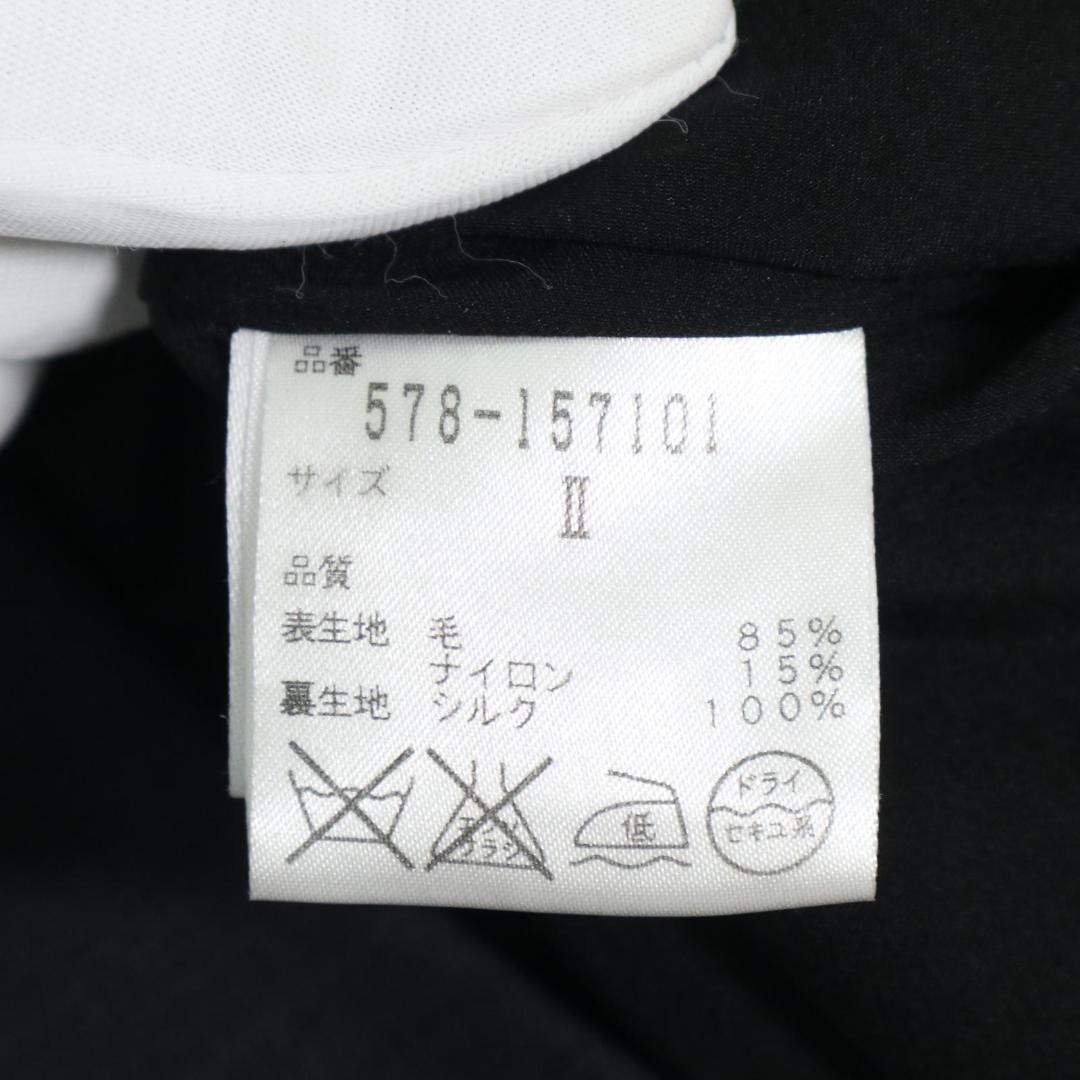 品番
578-157101
サイズ
Ⅱ
品質
表生地 毛 85%
ナイロン 15%
裏生地 シルク 100%
エンソ
サラシ
低
ドライ
セキユ系